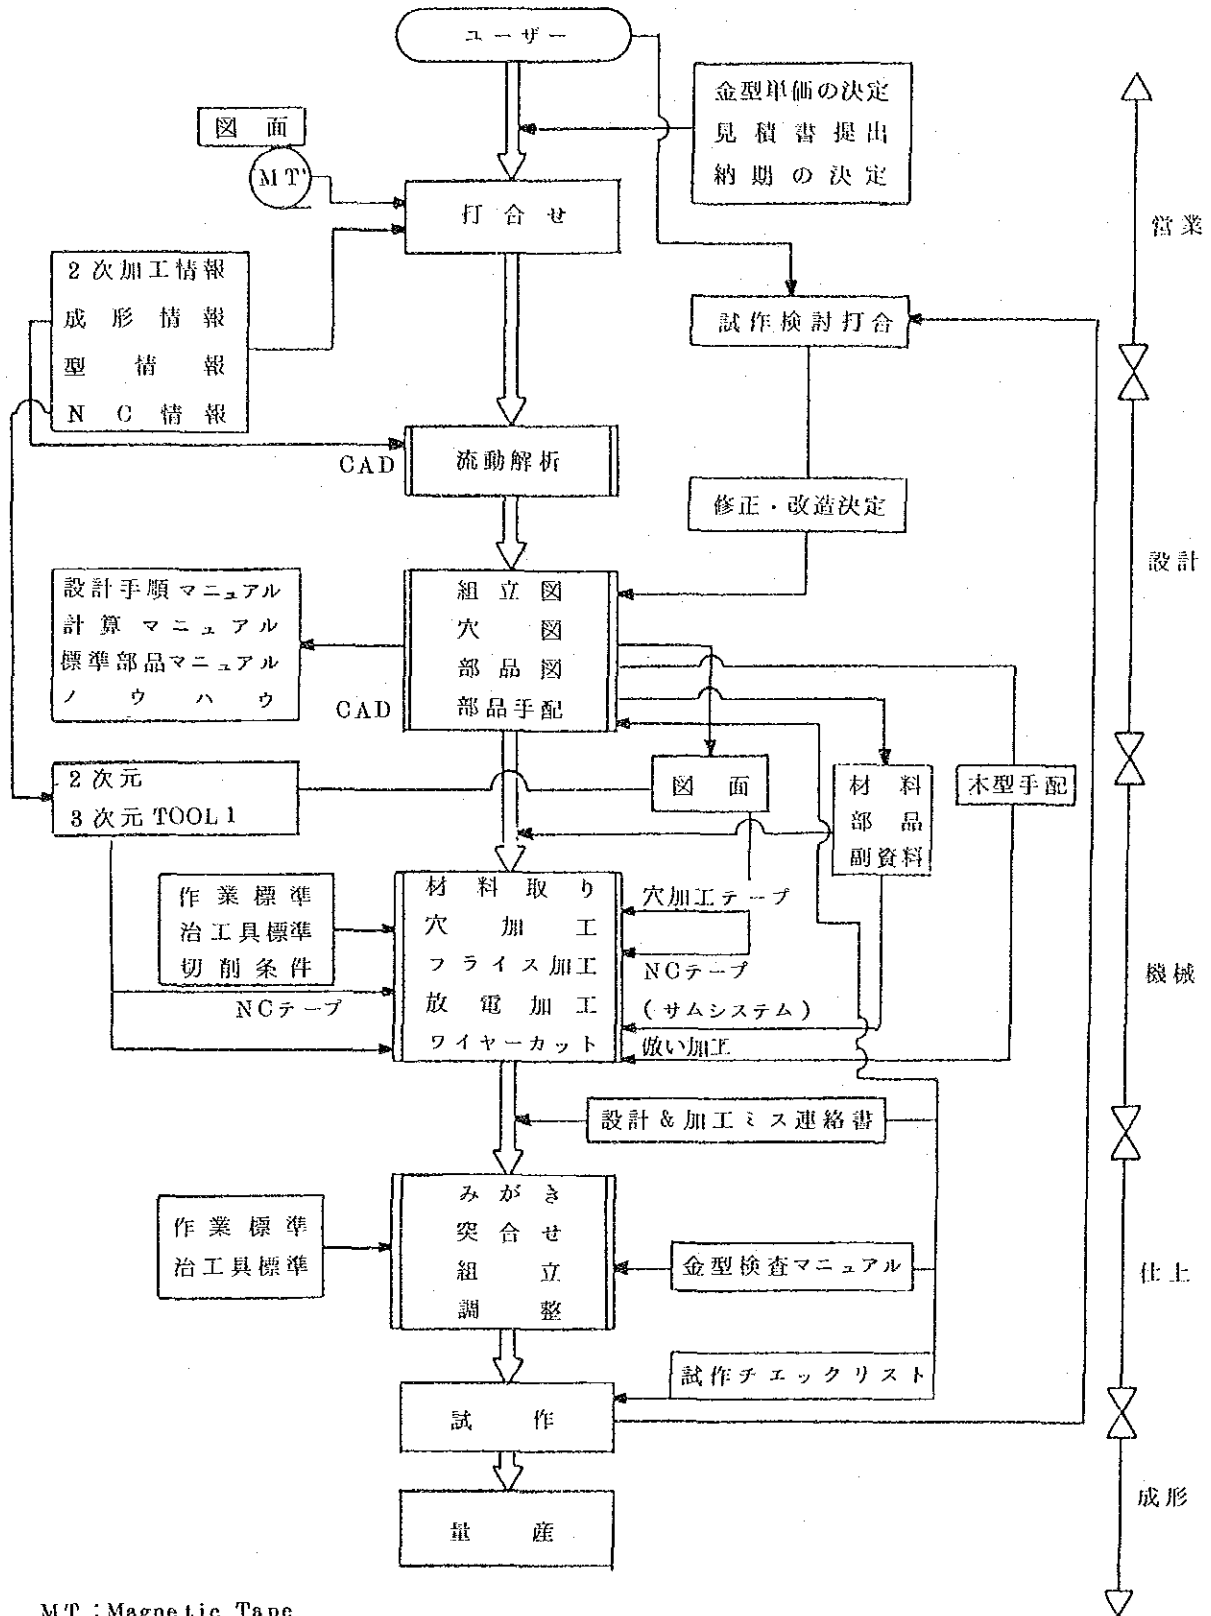 ユーザー
金型単価の決定
見積書提出
納期の決定
図面
MT
打合せ
営業
2次加工情報
成形情報
型情報
NC情報
試作検討打合
CAD
流動解析
修正・改造決定
設計
設計手順マニュアル
計算マニュアル
標準部品マニュアル
ノウハウ
組立図
穴図
部品図
部品手配
CAD
2次元
3次元TOOL1
図面
材料
部品
副資料
木型手配
作業標準
治工具標準
切削条件
NCテープ
材料取り
穴加工
フライス加工
放電加工
ワイヤーカット
穴加工テープ
NCテープ
(サムシステム)
倣い加工
機械
設計&加工ミス連絡書
作業標準
治工具標準
みがき
突合せ
組立
調整
金型検査マニュアル
仕上
試作チェックリスト
試作
成形
量産
MT:Magnetic Tape